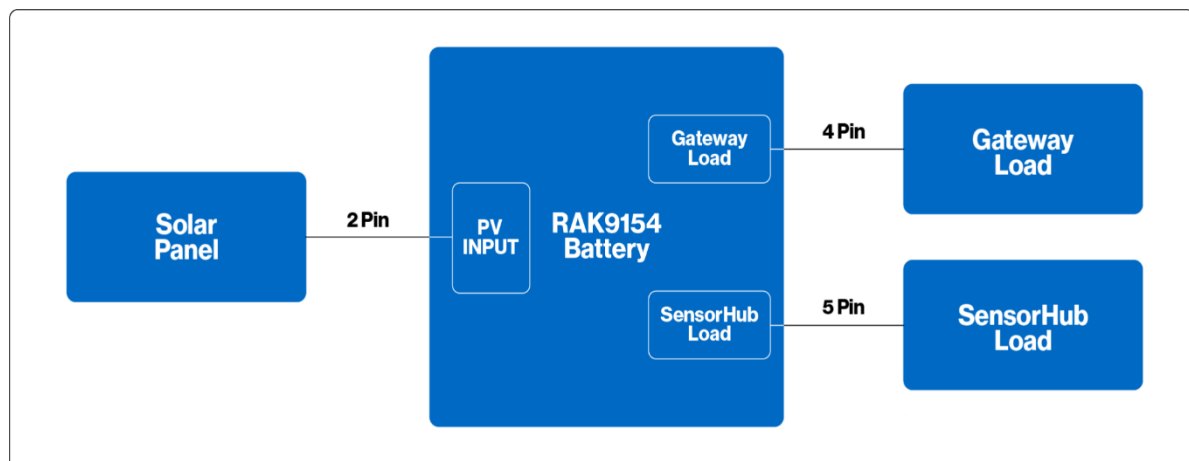 Solar
Panel
2 Pin
PV
INPUT
RAK9154
Battery
Gateway
Load
4 Pin
Gateway
Load
SensorHub
Load
5 Pin
SensorHub
Load